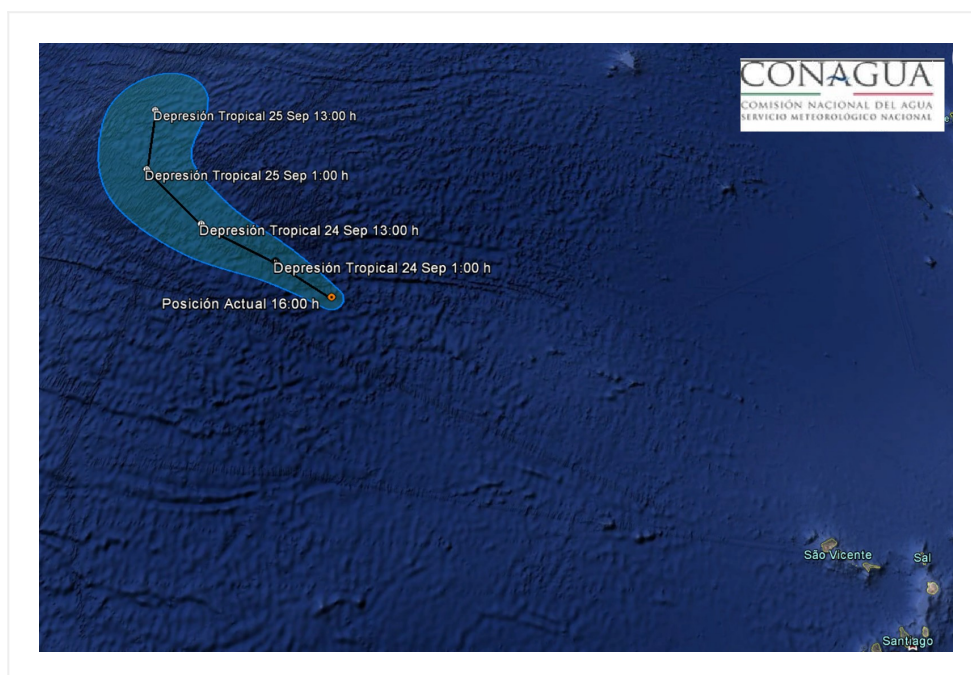 CONAGUA
COMISIÓN NACIONAL DEL AGUA
SERVICIO METEOROLÓGICO NACIONAL
Depresión Tropical 25 Sep 13:00 h
Depresión Tropical 25 Sep 1:00 h
Depresión Tropical 24 Sep 13:00 h
Depresión Tropical 24 Sep 1:00 h
Posición Actual 16:00 h
São Vicente
Sal
Santiago